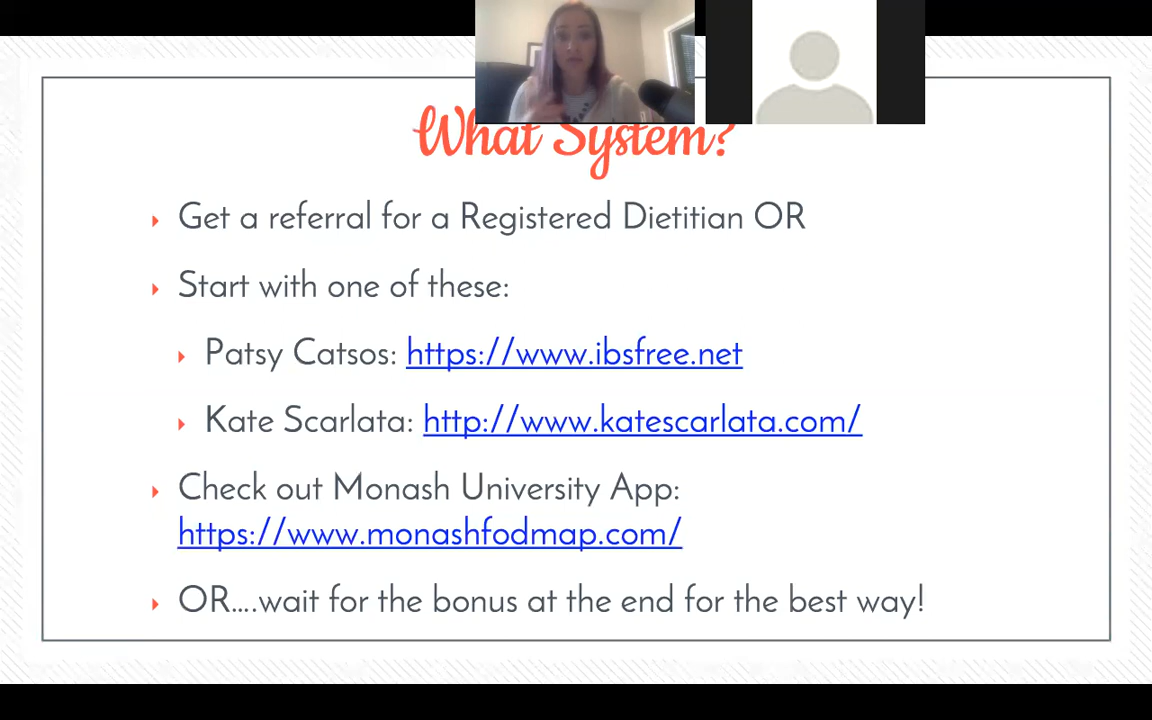 What System?
Get a referral for a Registered Dietitian OR
Start with one of these:
Patsy Catsos: https://www.ibsfree.net
Kate Scarlata: http://www.katescarlata.com/
Check out Monash University App:
https://www.monashfodmap.com/
OR....wait for the bonus at the end for the best way!